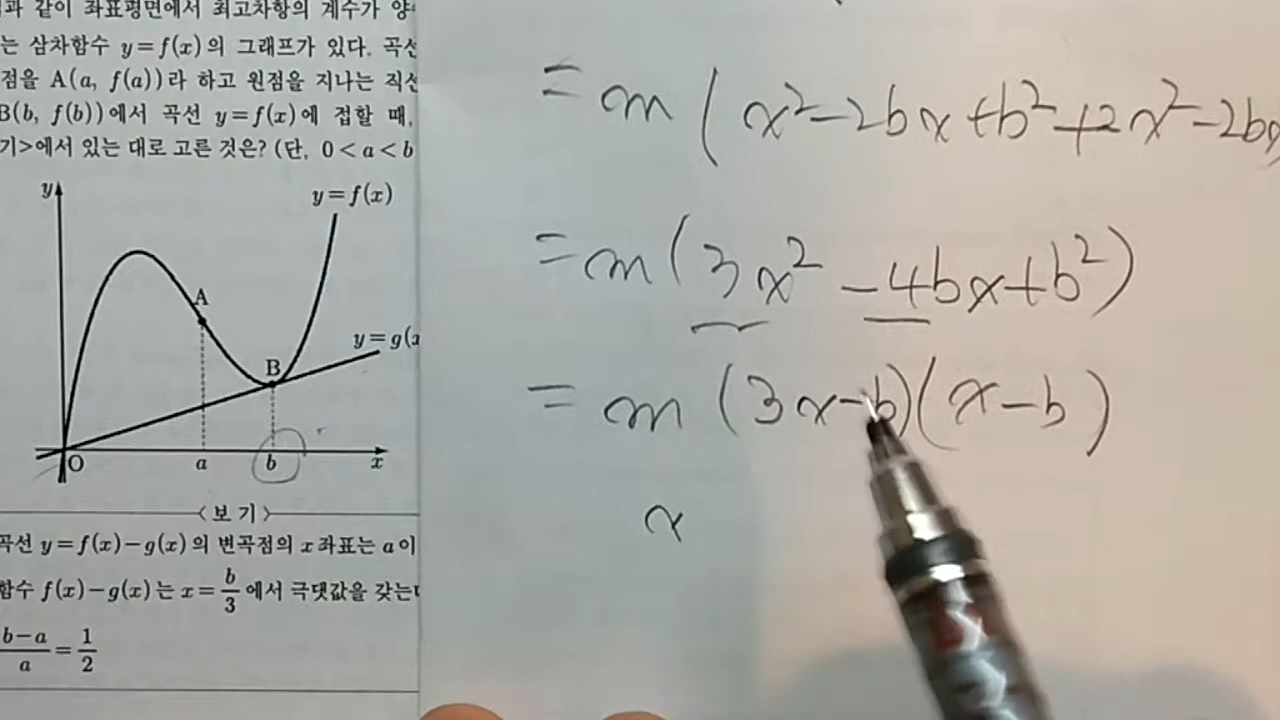 과 같이 좌표평면에서 최고차항의 계수가 양
는 삼차함수 y=f(x)의 그래프가 있다. 곡선
점을 A(a, f(a))라 하고 원점을 지나는 직선
B(b, f(b))에서 곡선 y=f(x)에 접할 때,
기>에서 있는 대로 고른 것은? (단, 0<a<b
y
y=f(x)
A
y=g(x
B
O
a
b
x
<보기>
곡선 y=f(x)-g(x)의 변곡점의 x좌표는 a이
함수 f(x)-g(x)는 x=b/3에서 극댓값을 갖는다
(b-a)/a=1/2
= m(x²-2bx+b²+2x²-2bx
= m(3x²-4bx+b²)
= m(3x-b)(x-b)
x